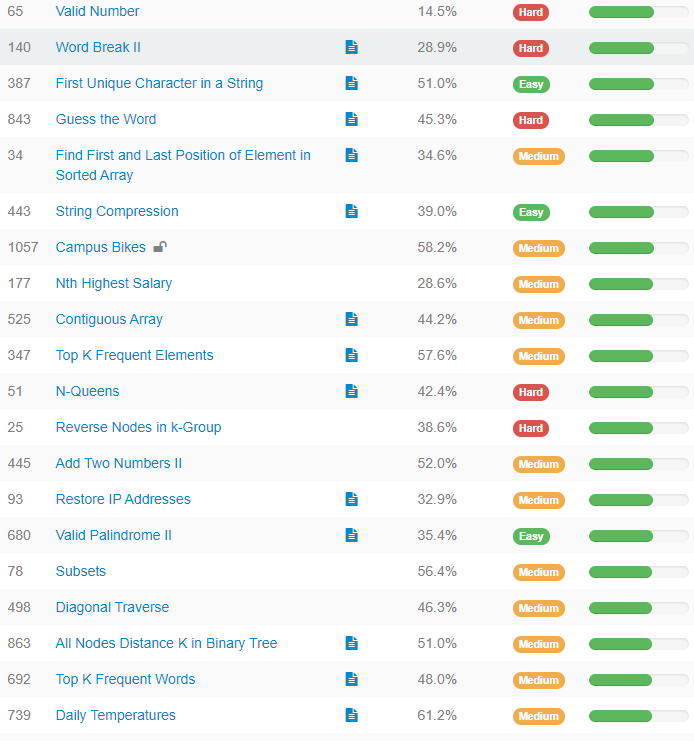 65 Valid Number 14.5% Hard
140 Word Break II 28.9% Hard
387 First Unique Character in a String 51.0% Easy
843 Guess the Word 45.3% Hard
34 Find First and Last Position of Element in 34.6% Medium
Sorted Array
443 String Compression 39.0% Easy
1057 Campus Bikes 58.2% Medium
177 Nth Highest Salary 28.6% Medium
525 Contiguous Array 44.2% Medium
347 Top K Frequent Elements 57.6% Medium
51 N-Queens 42.4% Hard
25 Reverse Nodes in k-Group 38.6% Hard
445 Add Two Numbers II 52.0% Medium
93 Restore IP Addresses 32.9% Medium
680 Valid Palindrome II 35.4% Easy
78 Subsets 56.4% Medium
498 Diagonal Traverse 46.3% Medium
863 All Nodes Distance K in Binary Tree 51.0% Medium
692 Top K Frequent Words 48.0% Medium
739 Daily Temperatures 61.2% Medium